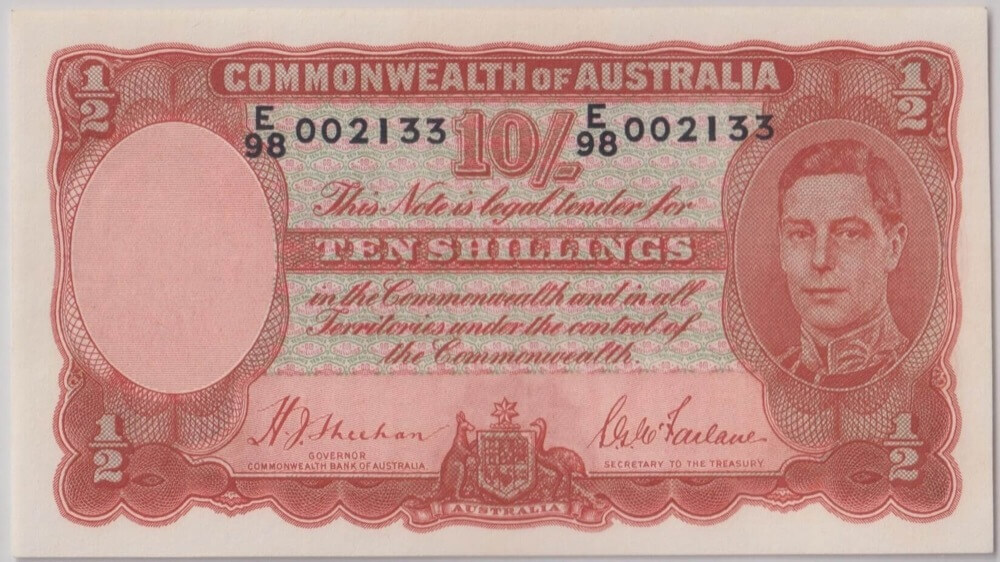 1/2 COMMONWEALTH OF AUSTRALIA 1/2
E/98 002133 10/- E/98 002133
This Note is legal tender for
TEN SHILLINGS
in the Commonwealth and in all
Territories under the control of
the Commonwealth.
1/2 1/2
H.J. Sheehan
GOVERNOR
COMMONWEALTH BANK OF AUSTRALIA.
S. G. McFarlane
SECRETARY TO THE TREASURY
AUSTRALIA